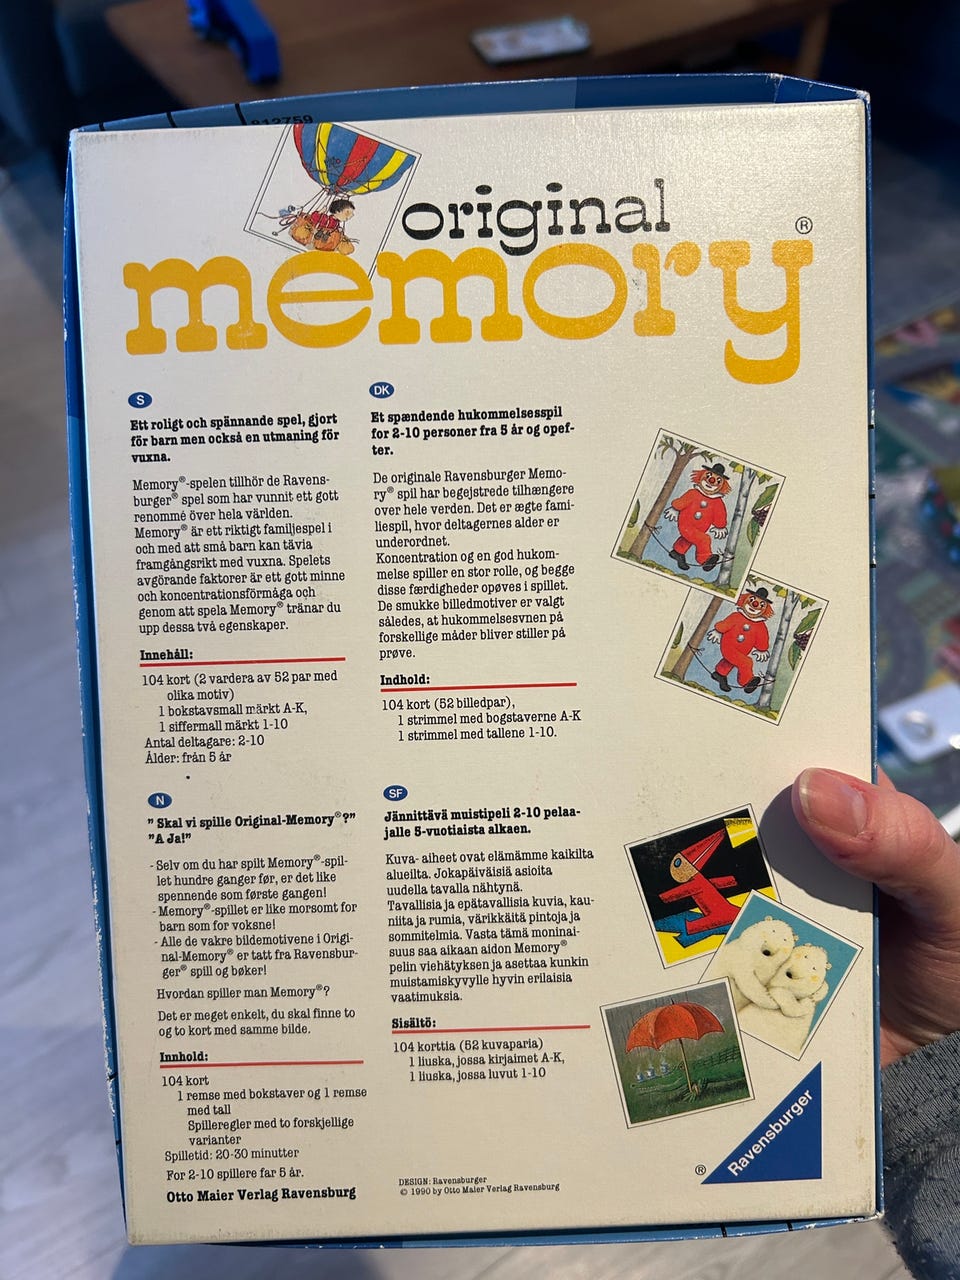 original
memory®
S
Ett roligt och spännande spel, gjort
för barn men också en utmaning för
vuxna.
Memory®-spelen tillhör de Ravens-
burger® spel som har vunnit ett gott
renommé över hela världen.
Memory® är ett riktigt familjespel i
och med att små barn kan tävla
framgångsrikt med vuxna. Spelets
avgörande faktorer är ett gott minne
och koncentrationsförmåga och
genom att spela Memory® tränar du
upp dessa två egenskaper.
Innehåll:
104 kort (2 vardera av 52 par med
olika motiv)
1 bokstavsmall märkt A-K,
1 siffermall märkt 1-10
Antal deltagare: 2-10
Ålder: från 5 år
DK
Et spændende hukommelsesspil
for 2-10 personer fra 5 år og opef-
ter.
De originale Ravensburger Memo-
ry® spil har begejstrede tilhængere
over hele verden. Det er ægte fami-
liespil, hvor deltagernes alder er
underordnet.
Koncentration og en god hukom-
melse spiller en stor rolle, og begge
disse færdigheder opøves i spillet.
De smukke billedmotiver er valgt
således, at hukommelsesvnen på
forskellige måder bliver stiller på
prøve.
Indhold:
104 kort (52 billedpar),
1 strimmel med bogstaverne A-K
1 strimmel med tallene 1-10.
N
" Skal vi spille Original-Memory®?"
"A Ja!"
- Selv om du har spilt Memory®-spil-
let hundre ganger før, er det like
spennende som første gangen!
- Memory®-spillet er like morsomt for
barn som for voksne!
- Alle de vakre bildemotivene i Origi-
nal-Memory® er tatt fra Ravensbur-
ger® spill og bøker!
Hvordan spiller man Memory®?
Det er meget enkelt, du skal finne to
og to kort med samme bilde.
Innhold:
104 kort
1 remse med bokstaver og 1 remse
med tall
Spilleregler med to forskjellige
varianter
Spilletid: 20-30 minutter
For 2-10 spillere far 5 år.
Otto Maier Verlag Ravensburg
SF
Jännittävä muistipeli 2-10 pelaa-
jalle 5-vuotiaista alkaen.
Kuva- aiheet ovat elämämme kaikilta
alueilta. Jokapäiväisiä asioita
uudella tavalla nähtynä.
Tavallisia ja epätavallisia kuvia, kau-
niita ja rumia, värikkäitä pintoja ja
sommitelmia. Vasta tämä moninai-
suus saa aikaan aidon Memory®
pelin viehätyksen ja asettaa kunkin
muistamiskyvylle hyvin erilaisia
vaatimuksia.
Sisältö:
104 korttia (52 kuvaparia)
1 liuska, jossa kirjaimet A-K,
1 liuska, jossa luvut 1-10
DESIGN: Ravensburger
© 1990 by Otto Maier Verlag Ravensburg
® Ravensburger